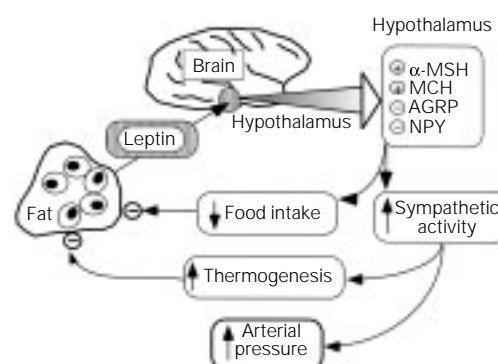 Hypothalamus
Brain
α-MSH
MCH
AGRP
NPY
Hypothalamus
Leptin
Fat
Food intake
Sympathetic
activity
Thermogenesis
Arterial
pressure